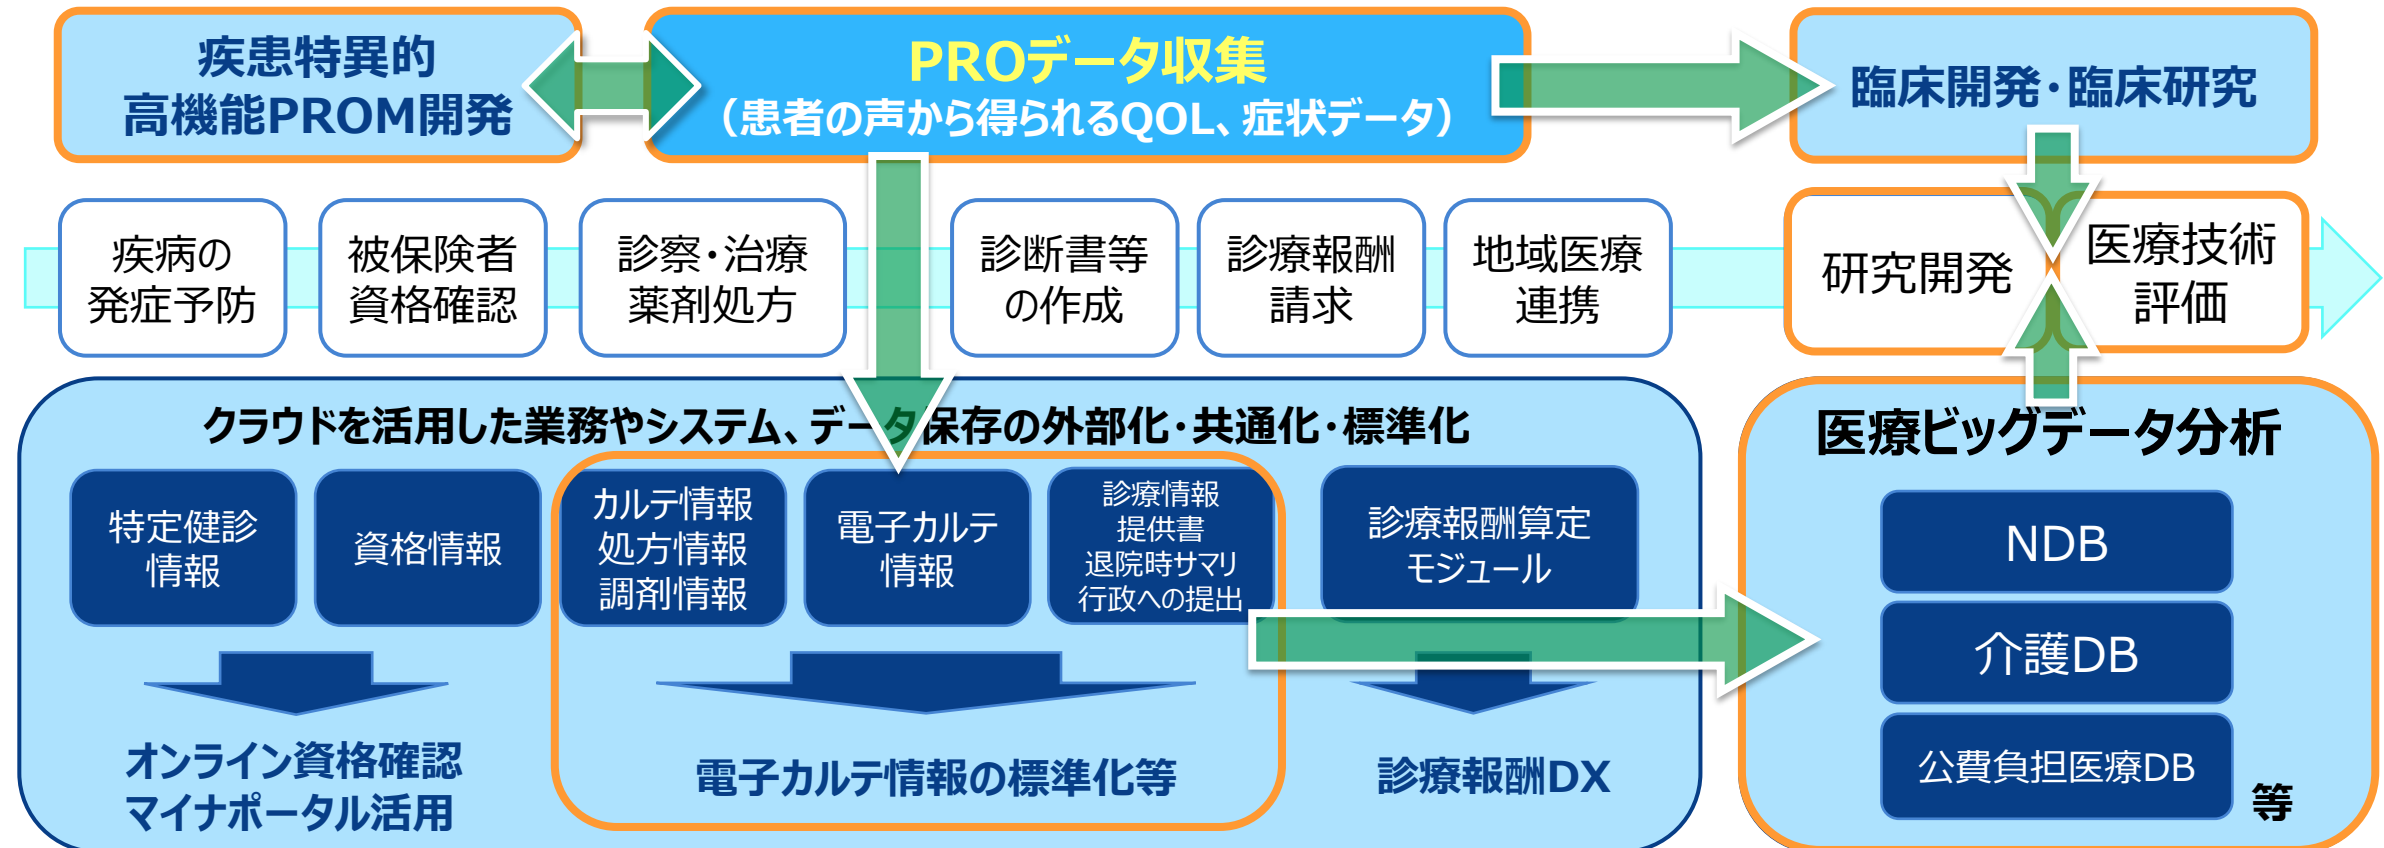 疾患特異的
高機能PROM開発
PROデータ収集
（患者の声から得られるQOL、症状データ）
臨床開発・臨床研究
疾病の
発症予防
被保険者
資格確認
診察・治療
薬剤処方
診断書等
の作成
診療報酬
請求
地域医療
連携
研究開発
医療技術
評価
クラウドを活用した業務やシステム、データ保存の外部化・共通化・標準化
特定健診
情報
資格情報
カルテ情報
処方情報
調剤情報
電子カルテ
情報
診療情報
提供書
退院時サマリ
行政への提出
診療報酬算定
モジュール
オンライン資格確認
マイナポータル活用
電子カルテ情報の標準化等
診療報酬DX
医療ビッグデータ分析
NDB
介護DB
公費負担医療DB
等